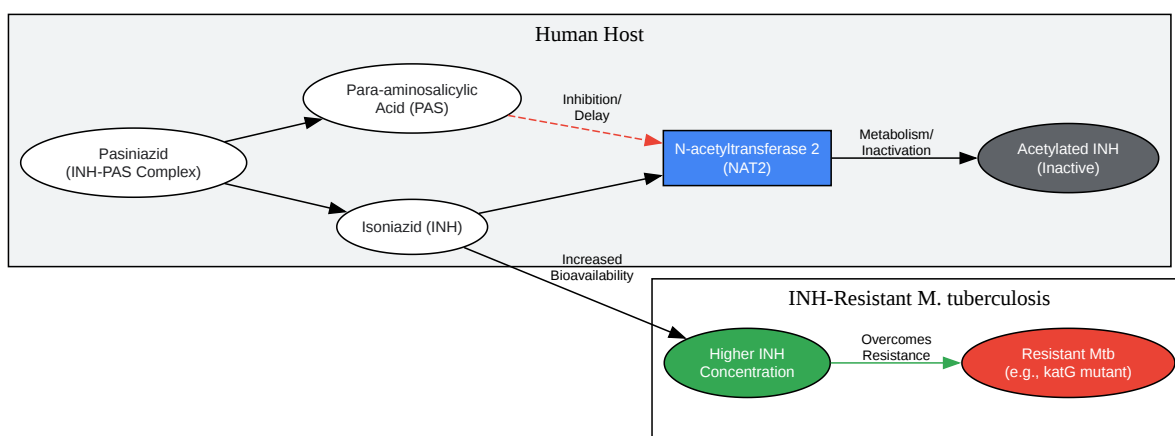 Human Host
Para-aminosalicylic
Acid (PAS)
Inhibition/
Delay
Pasiniazid
(INH-PAS Complex)
N-acetyltransferase 2
(NAT2)
Metabolism/
Inactivation
Acetylated INH
(Inactive)
Isoniazid (INH)
Increased
Bioavailability
INH-Resistant M. tuberculosis
Higher INH
Concentration
Overcomes
Resistance
Resistant Mtb
(e.g., katG mutant)